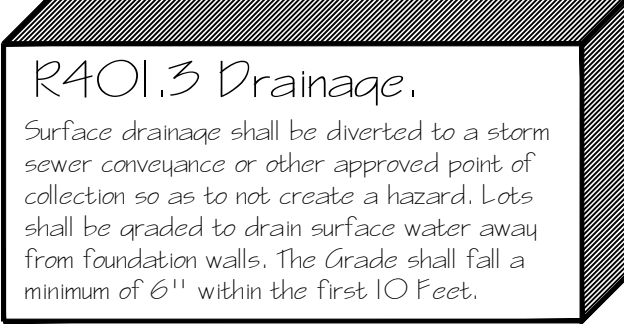 R401.3 Drainage.
Surface drainage shall be diverted to a storm
sewer conveyance or other approved point of
collection so as to not create a hazard. Lots
shall be graded to drain surface water away
from foundation walls. The Grade shall fall a
minimum of 6" within the first 10 Feet.